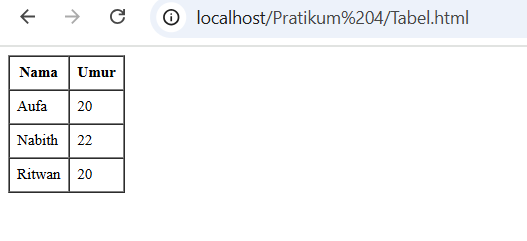 localhost/Pratikum%204/Tabel.html
Nama Umur
Aufa 20
Nabith 22
Ritwan 20